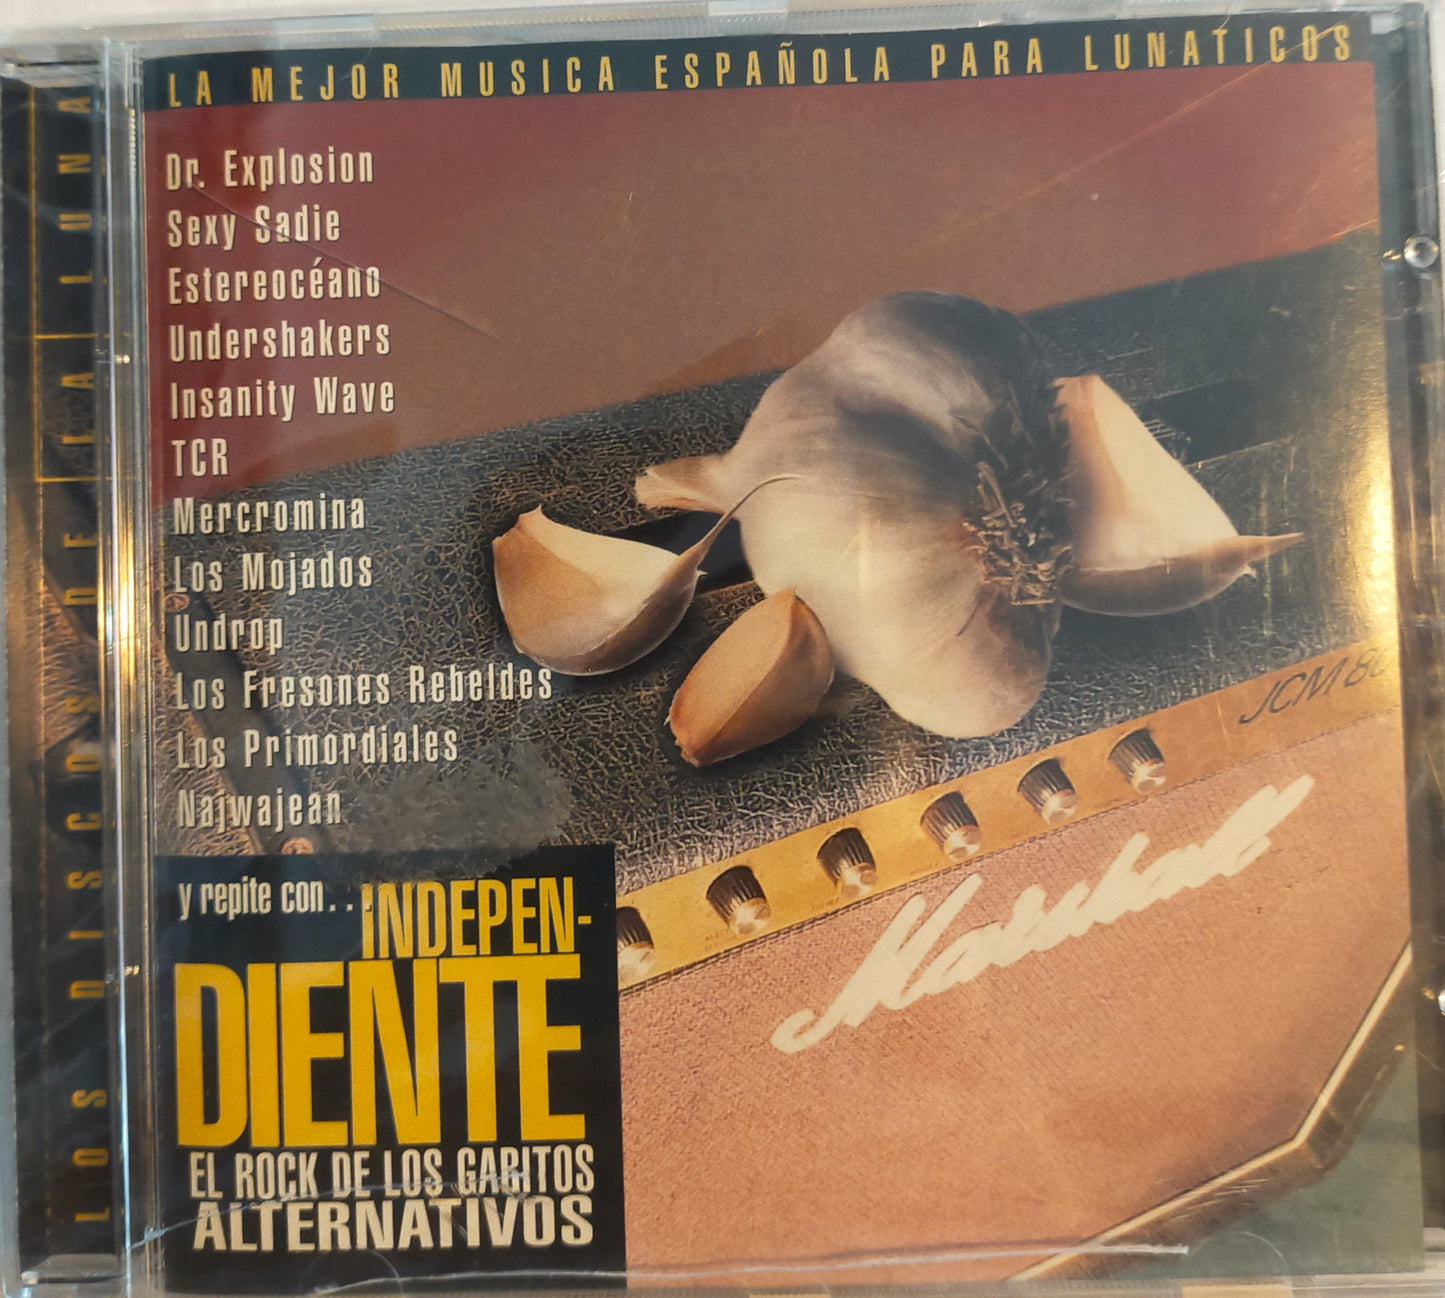 LA MEJOR MUSICA ESPAÑOLA PARA LUNATICOS
LOS DISCOS DE LA LUNA
Dr. Explosion
Sexy Sadie
Estereocéano
Undershakers
Insanity Wave
TCR
Mercromina
Los Mojados
Undrop
Los Fresones Rebeldes
Los Primordiales
Najwajean
JCM
Marshall
y repite con...
INDEPEN-
DIENTE
EL ROCK DE LOS GARITOS
ALTERNATIVOS